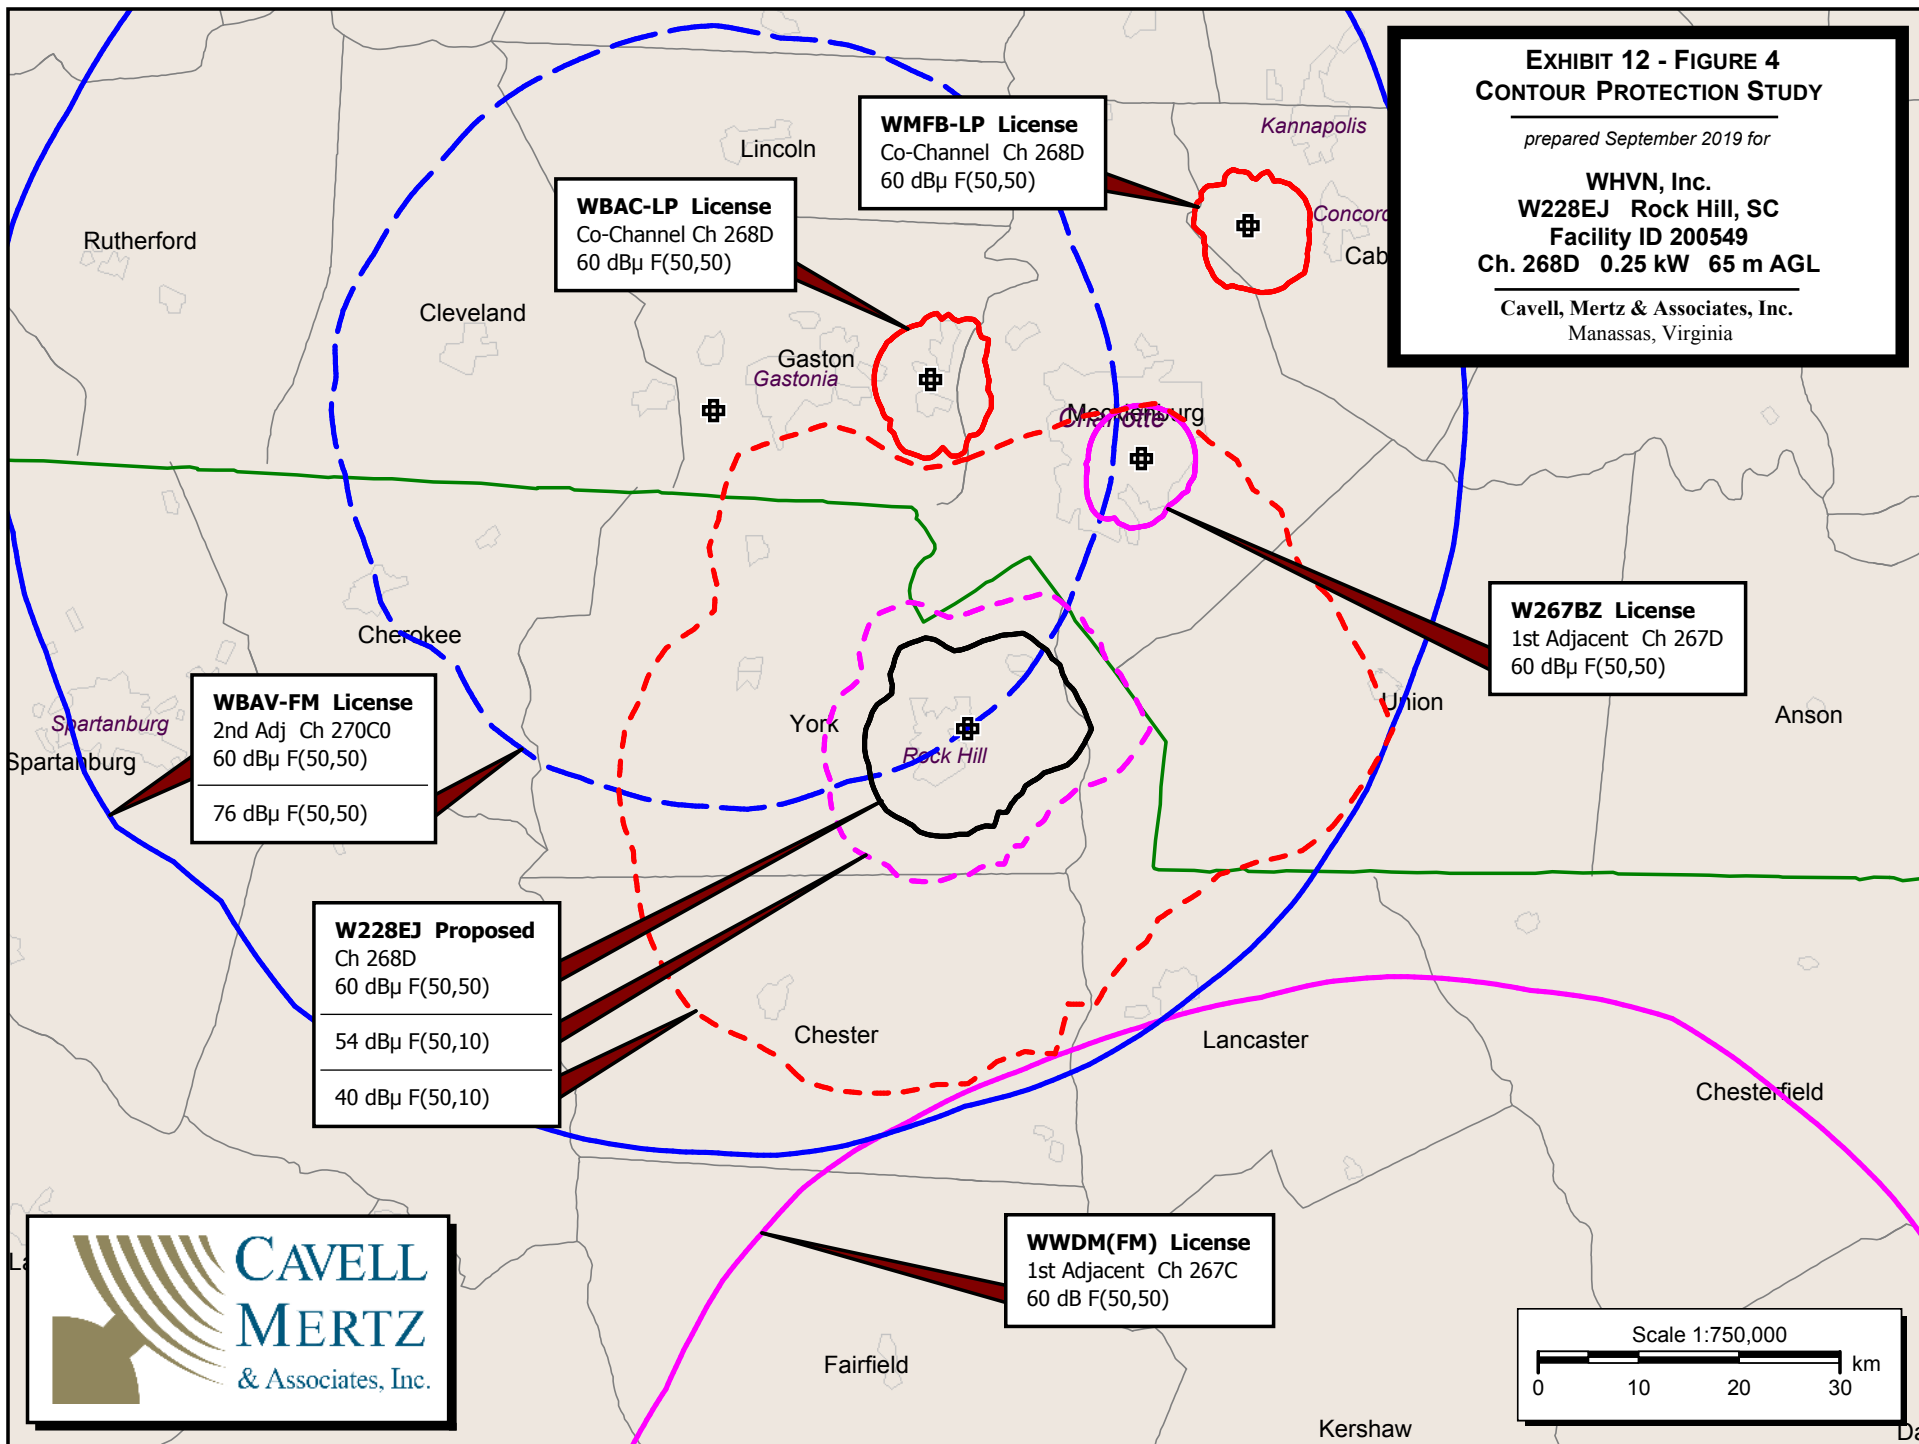 EXHIBIT 12 - FIGURE 4
CONTOUR PROTECTION STUDY
prepared September 2019 for
WHVN, Inc.
W228EJ Rock Hill, SC
Facility ID 200549
Ch. 268D 0.25 kW 65 m AGL
Cavell, Mertz & Associates, Inc.
Manassas, Virginia
WMFB-LP License
Co-Channel Ch 268D
60 dBµ F(50,50)
Kannapolis
Lincoln
WBAC-LP License
Co-Channel Ch 268D
60 dBµ F(50,50)
Concord
Cab
Rutherford
Cleveland
Gaston
Gastonia
Mecklenburg
Charlotte
W267BZ License
1st Adjacent Ch 267D
60 dBµ F(50,50)
Cherokee
WBAV-FM License
2nd Adj Ch 270C0
60 dBµ F(50,50)
76 dBµ F(50,50)
Spartanburg
Spartanburg
York
Rock Hill
Union
Anson
W228EJ Proposed
Ch 268D
60 dBµ F(50,50)
54 dBµ F(50,10)
40 dBµ F(50,10)
Chester
Lancaster
Chesterfield
La
CAVELL
MERTZ
& Associates, Inc.
WWDM(FM) License
1st Adjacent Ch 267C
60 dB F(50,50)
Fairfield
Kershaw
Da
Scale 1:750,000
km
0 10 20 30